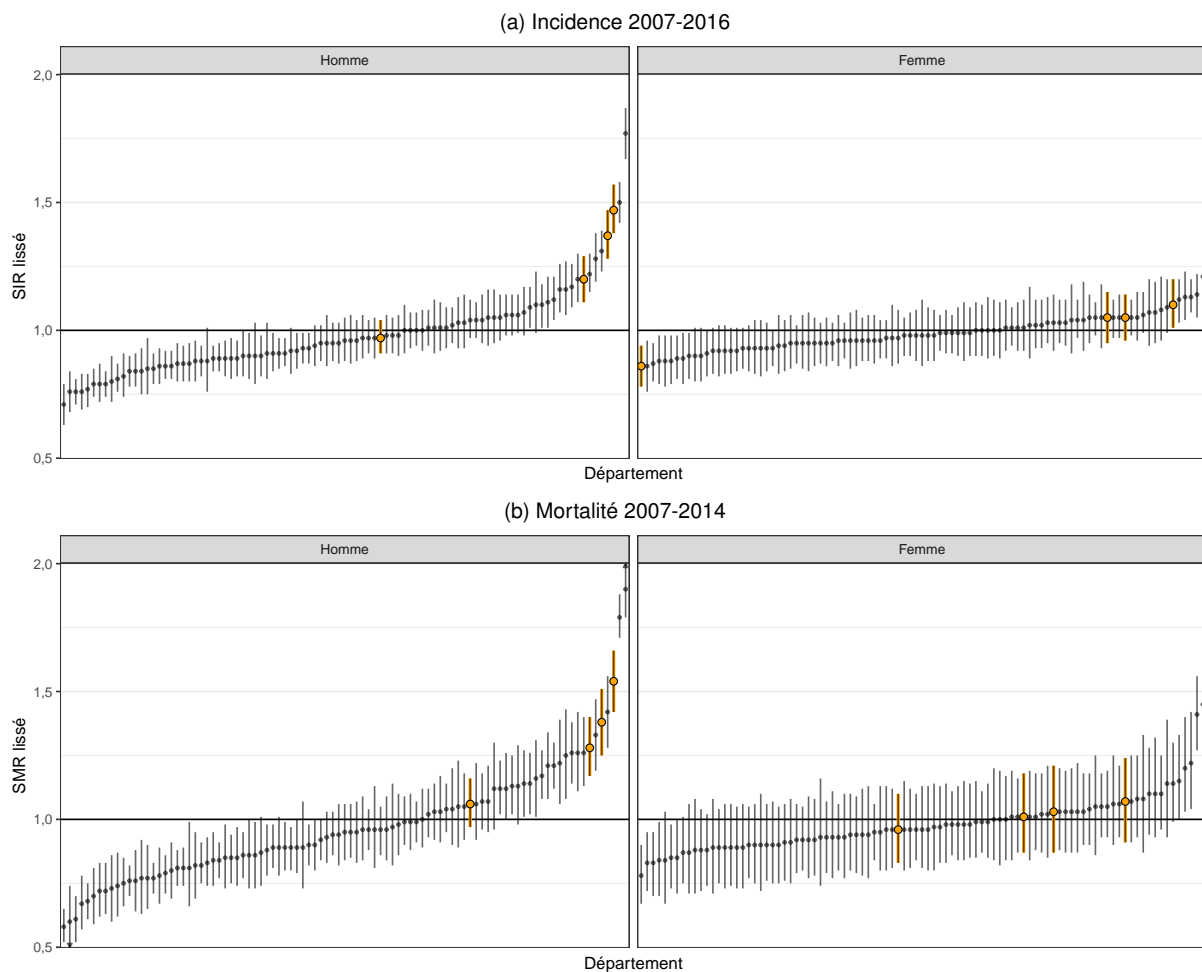 (a) Incidence 2007-2016
Homme
Femme
2,0
1,5
1,0
0,5
SIR lissé
Département
(b) Mortalité 2007-2014
Homme
Femme
2,0
1,5
1,0
0,5
SMR lissé
Département